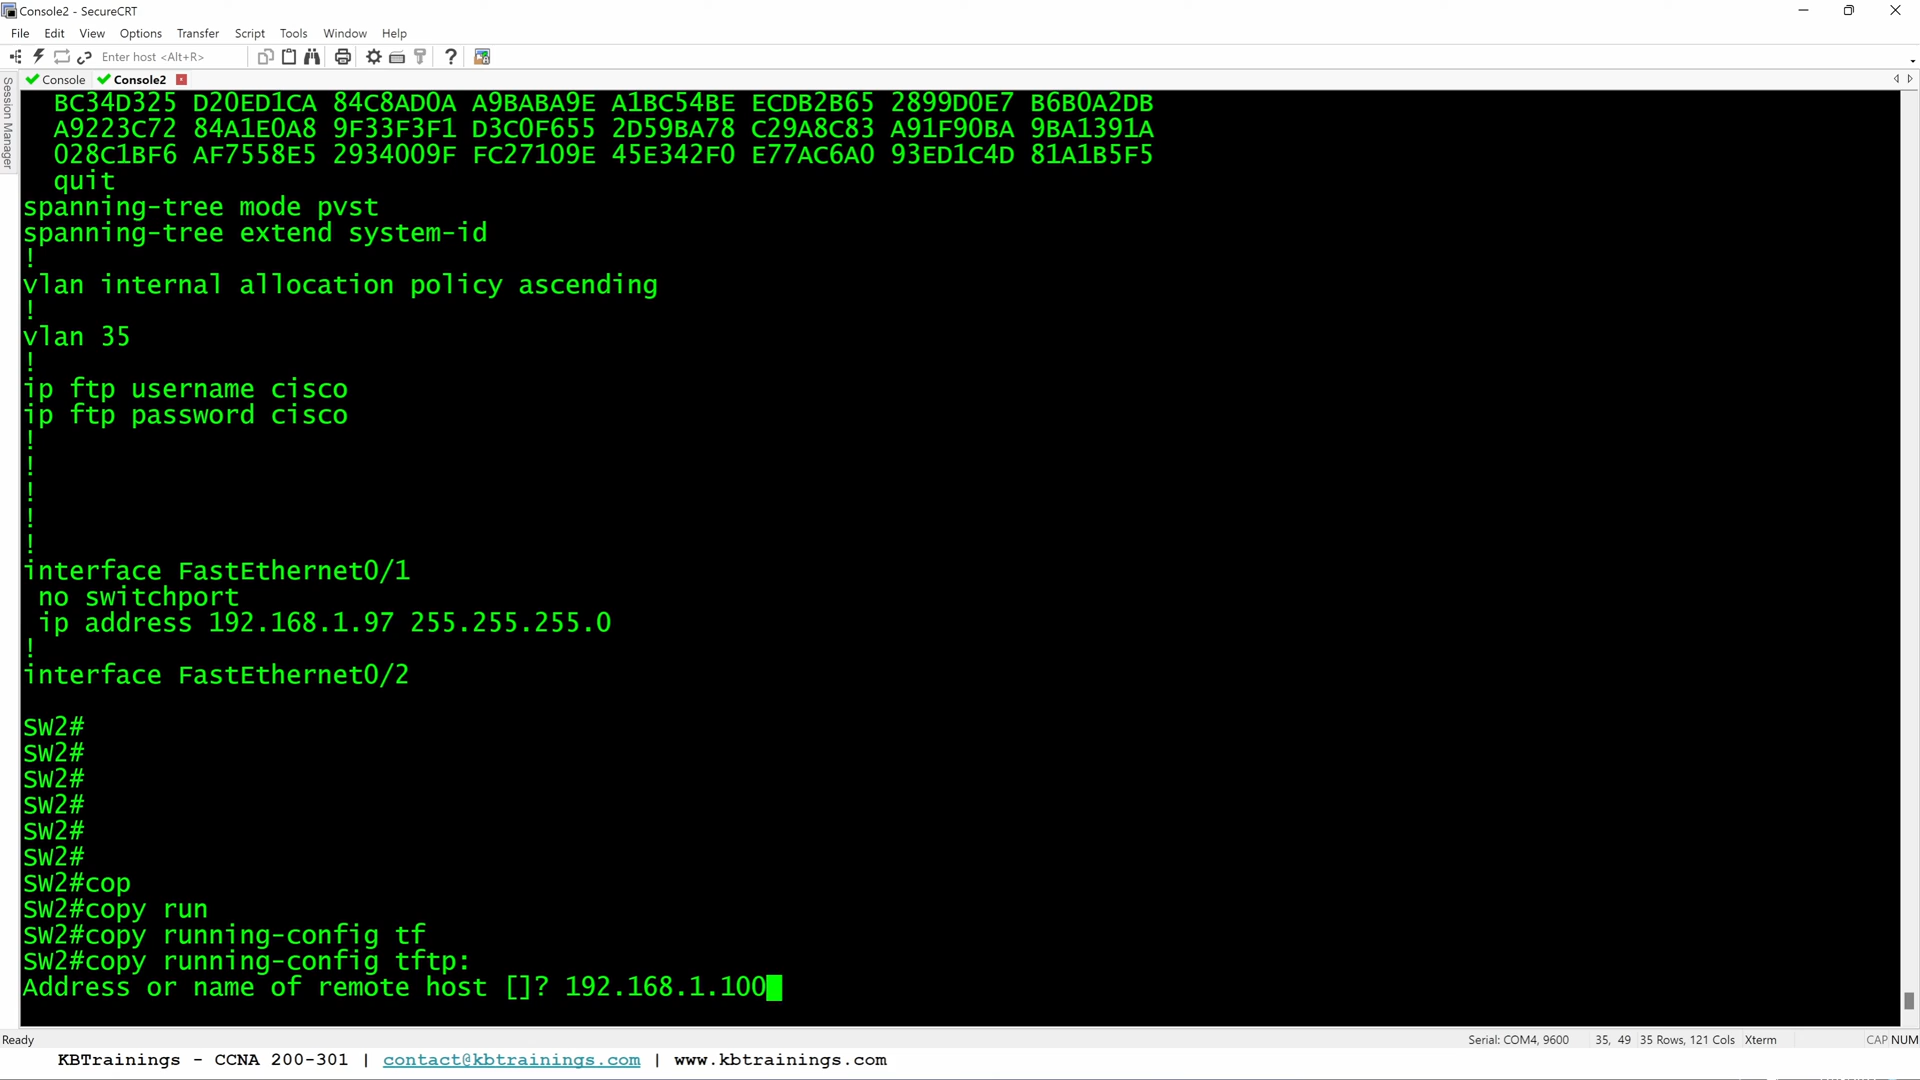 Console2 - SecureCRT
File Edit View Options Transfer Script Tools Window Help
Enter host <Alt+R>
Session Manager
Console Console2
BC34D325 D20ED1CA 84C8AD0A A9BABA9E A1BC54BE ECDB2B65 2899D0E7 B6B0A2DB
A9223C72 84A1E0A8 9F33F3F1 D3C0F655 2D59BA78 C29A8C83 A91F90BA 9BA1391A
028C1BF6 AF7558E5 2934009F FC27109E 45E342F0 E77AC6A0 93ED1C4D 81A1B5F5
quit
spanning-tree mode pvst
spanning-tree extend system-id
!
vlan internal allocation policy ascending
!
vlan 35
!
ip ftp username cisco
ip ftp password cisco
!
!
!
!
!
interface FastEthernet0/1
no switchport
ip address 192.168.1.97 255.255.255.0
!
interface FastEthernet0/2
SW2#
SW2#
SW2#
SW2#
SW2#
SW2#
SW2#cop
SW2#copy run
SW2#copy running-config tf
SW2#copy running-config tftp:
Address or name of remote host []? 192.168.1.100
Ready Serial: COM4, 9600 35, 49 35 Rows, 121 Cols Xterm CAP NUM
KBTrainings - CCNA 200-301 | contact@kbtrainings.com | www.kbtrainings.com